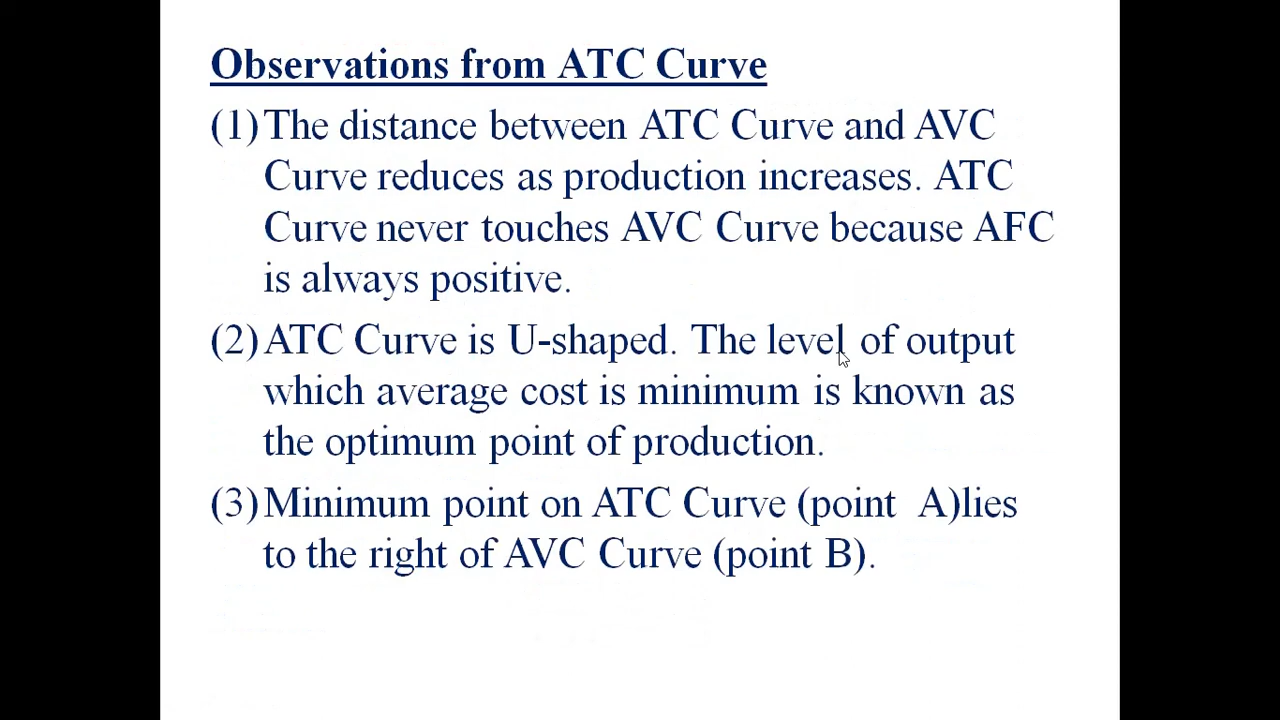 Observations from ATC Curve
(1) The distance between ATC Curve and AVC
Curve reduces as production increases. ATC
Curve never touches AVC Curve because AFC
is always positive.
(2) ATC Curve is U-shaped. The level of output
which average cost is minimum is known as
the optimum point of production.
(3) Minimum point on ATC Curve (point A)lies
to the right of AVC Curve (point B).